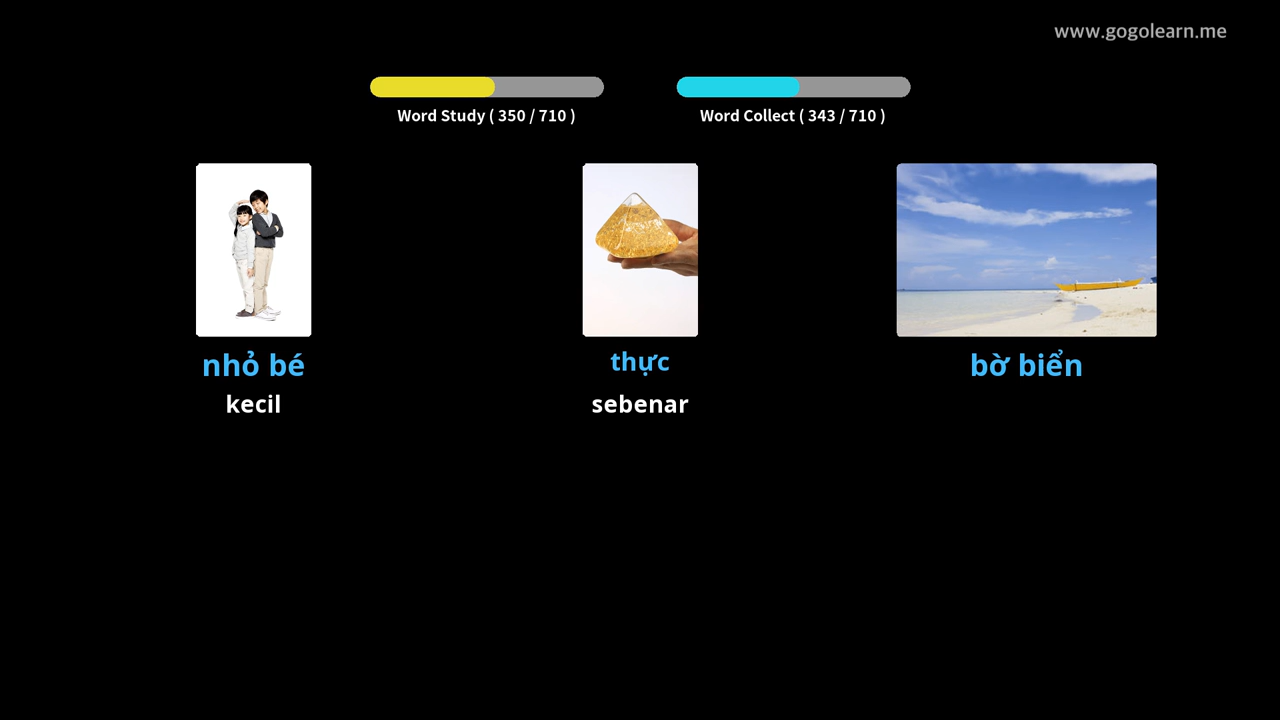 www.gogolearn.me
Word Study ( 350 / 710 )
Word Collect ( 343 / 710 )
nhỏ bé
kecil
thực
sebenar
bờ biển